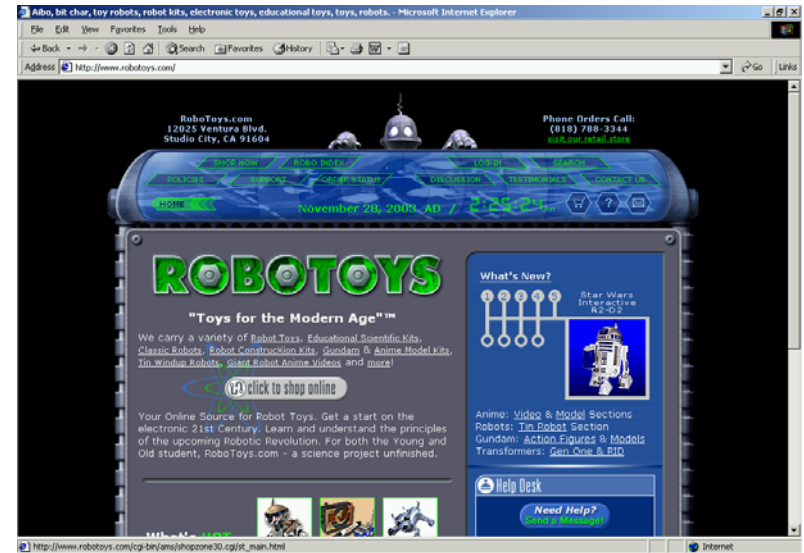 Aibo, bit char, toy robots, robot kits, electronic toys, educational toys, toys, robots. - Microsoft Internet Explorer
File Edit View Favorites Tools Help
Back Search Favorites History
Address http://www.robotoys.com/ Go Links
RoboToys.com
12025 Ventura Blvd.
Studio City, CA 91604
Phone Orders Call:
(818) 788-3344
visit our retail store
SHOP NOW ROBO INDEX LOG-IN SEARCH
POLICIES SUPPORT ORDER STATUS DISCUSSION TESTIMONIALS CONTACT US
HOME November 28, 2003, AD / 2:25:24
ROBOTOYS
"Toys for the Modern Age"™
We carry a variety of Robot Toys, Educational Scientific Kits,
Classic Robots, Robot ConstrucXion Kits, Gundam & Anime Model Kits,
Tin Windup Robots, Giant Robot Anime Videos and more!
click to shop online
Your Online Source for Robot Toys. Get a start on the
electronic 21st Century. Learn and understand the principles
of the upcoming Robotic Revolution. For both the Young and
Old student, RoboToys.com - a science project unfinished.
What's HOT
What's New?
1 2 3 4 5
Star Wars
Interactive
R2-D2
Anime: Video & Model Sections
Robots: Tin Robot Section
Gundam: Action Figures & Models
Transformers: Gen One & RID
Help Desk
Need Help?
Send a Message!
http://www.robotoys.com/cgi-bin/ams/shopzone30.cgi/st_main.html Internet